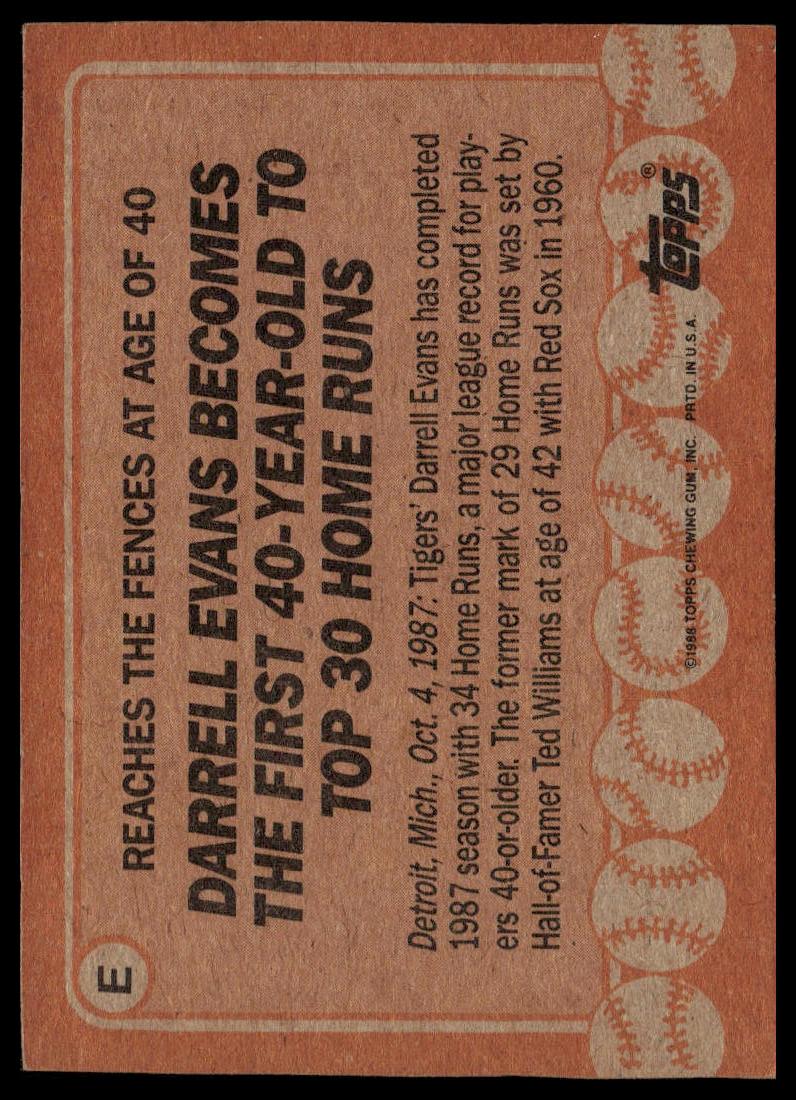 E
REACHES THE FENCES AT AGE OF 40
DARRELL EVANS BECOMES
THE FIRST 40-YEAR-OLD TO
TOP 30 HOME RUNS
Detroit, Mich., Oct. 4, 1987: Tigers' Darrell Evans has completed
1987 season with 34 Home Runs, a major league record for play-
ers 40-or-older. The former mark of 29 Home Runs was set by
Hall-of-Famer Ted Williams at age of 42 with Red Sox in 1960.
topps®
©1988 TOPPS CHEWING GUM, INC. PRTD. IN U.S.A.